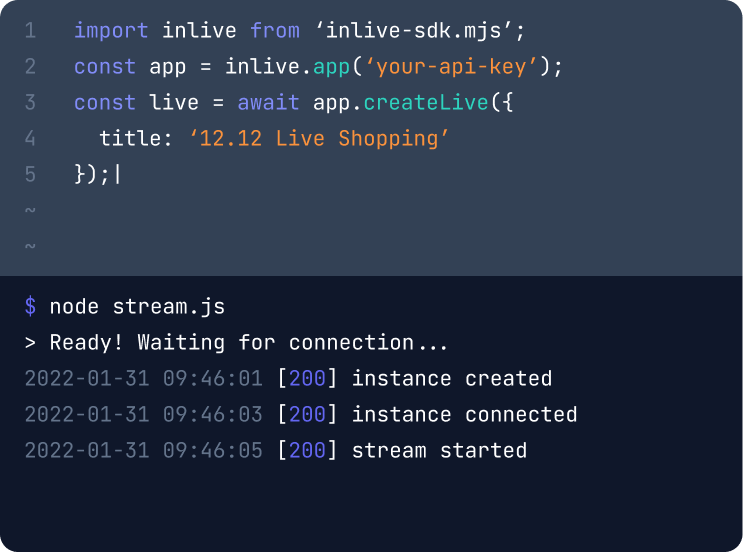 1 import inlive from ‘inlive-sdk.mjs’;
2 const app = inlive.app(‘your-api-key’);
3 const live = await app.createLive({
4 title: ‘12.12 Live Shopping’
5 });|
~
~
$ node stream.js
> Ready! Waiting for connection...
2022-01-31 09:46:01 [200] instance created
2022-01-31 09:46:03 [200] instance connected
2022-01-31 09:46:05 [200] stream started